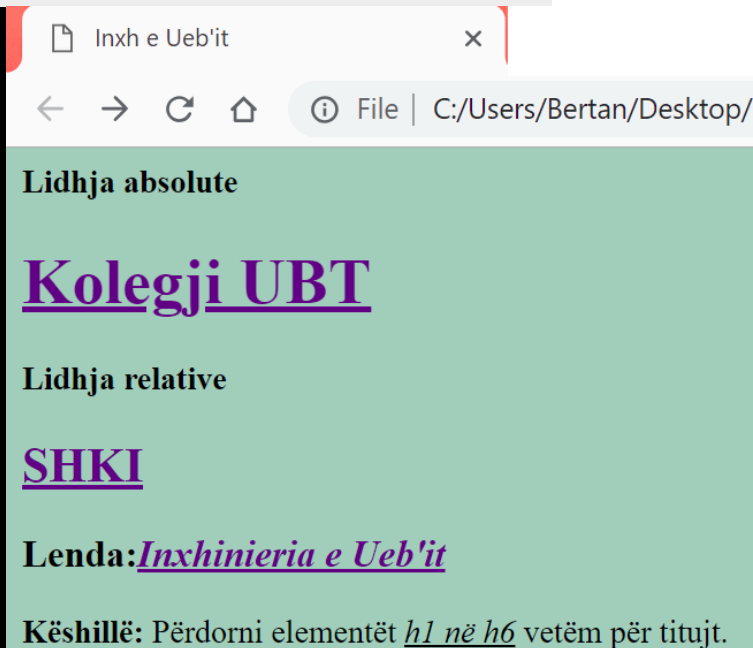 Inxh e Ueb'it
File | C:/Users/Bertan/Desktop/
Lidhja absolute
Kolegji UBT
Lidhja relative
SHKI
Lenda:Inxhinieria e Ueb'it
Këshillë: Përdorni elementët h1 në h6 vetëm për titujt.